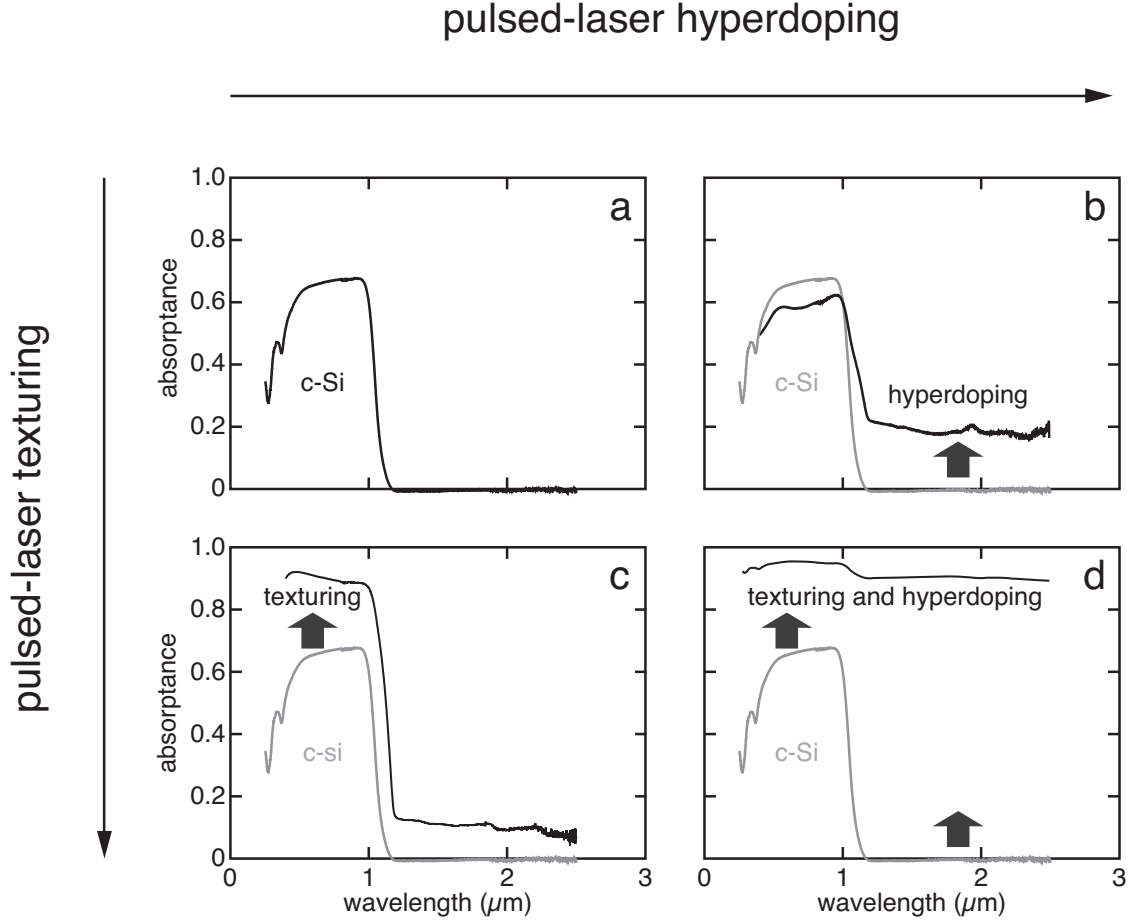 pulsed-laser hyperdoping
pulsed-laser texturing
1.0
0.8
0.6
0.4
0.2
0
absorptance
a
c-Si
b
c-Si
hyperdoping
1.0
0.8
0.6
0.4
0.2
0
absorptance
c
texturing
c-si
0
1
2
3
wavelength (µm)
d
texturing and hyperdoping
c-Si
0
1
2
3
wavelength (µm)